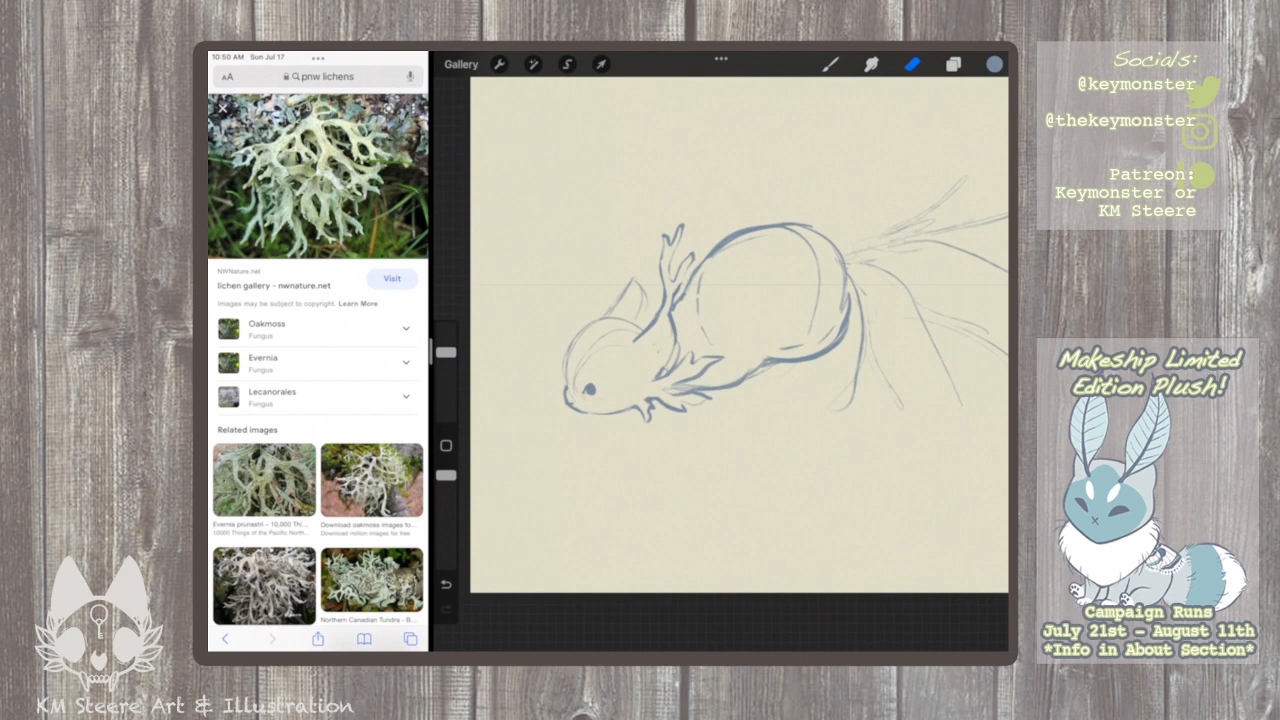 10:50 AM Sun Jul 17
AA
pnw lichens
NWNature.net
lichen gallery - nwnature.net
Visit
Images may be subject to copyright. Learn More
Oakmoss
Fungus
Evernia
Fungus
Lecanorales
Fungus
Related images
Evernia prunastri – 10,000 Thi...
10000 Things of the Pacific North...
Download oakmoss images fo...
Download million images for free
Northern Canadian Tundra - B...
Gallery
Socials:
@keymonster
@thekeymonster
Patreon:
Keymonster or
KM Steere
Makeship Limited
Edition Plush!
Campaign Runs
July 21st - August 11th
*Info in About Section*
KM Steere Art & Illustration